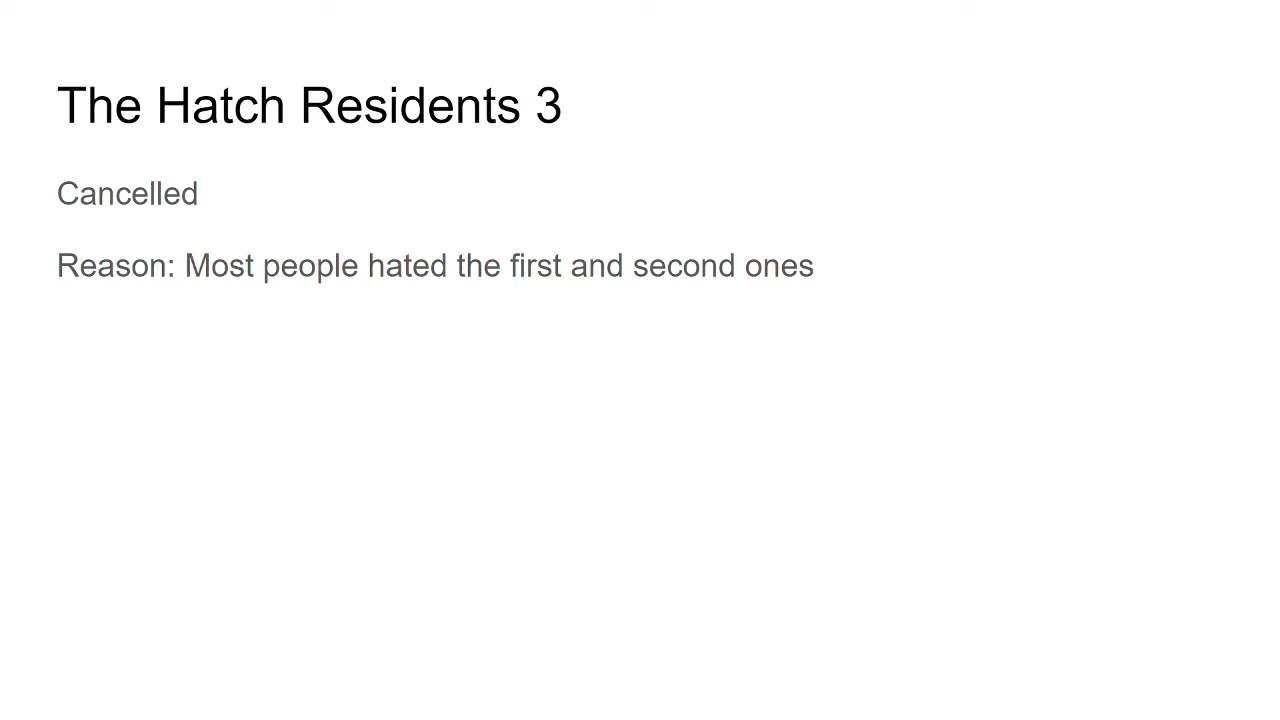 The Hatch Residents 3
Cancelled
Reason: Most people hated the first and second ones